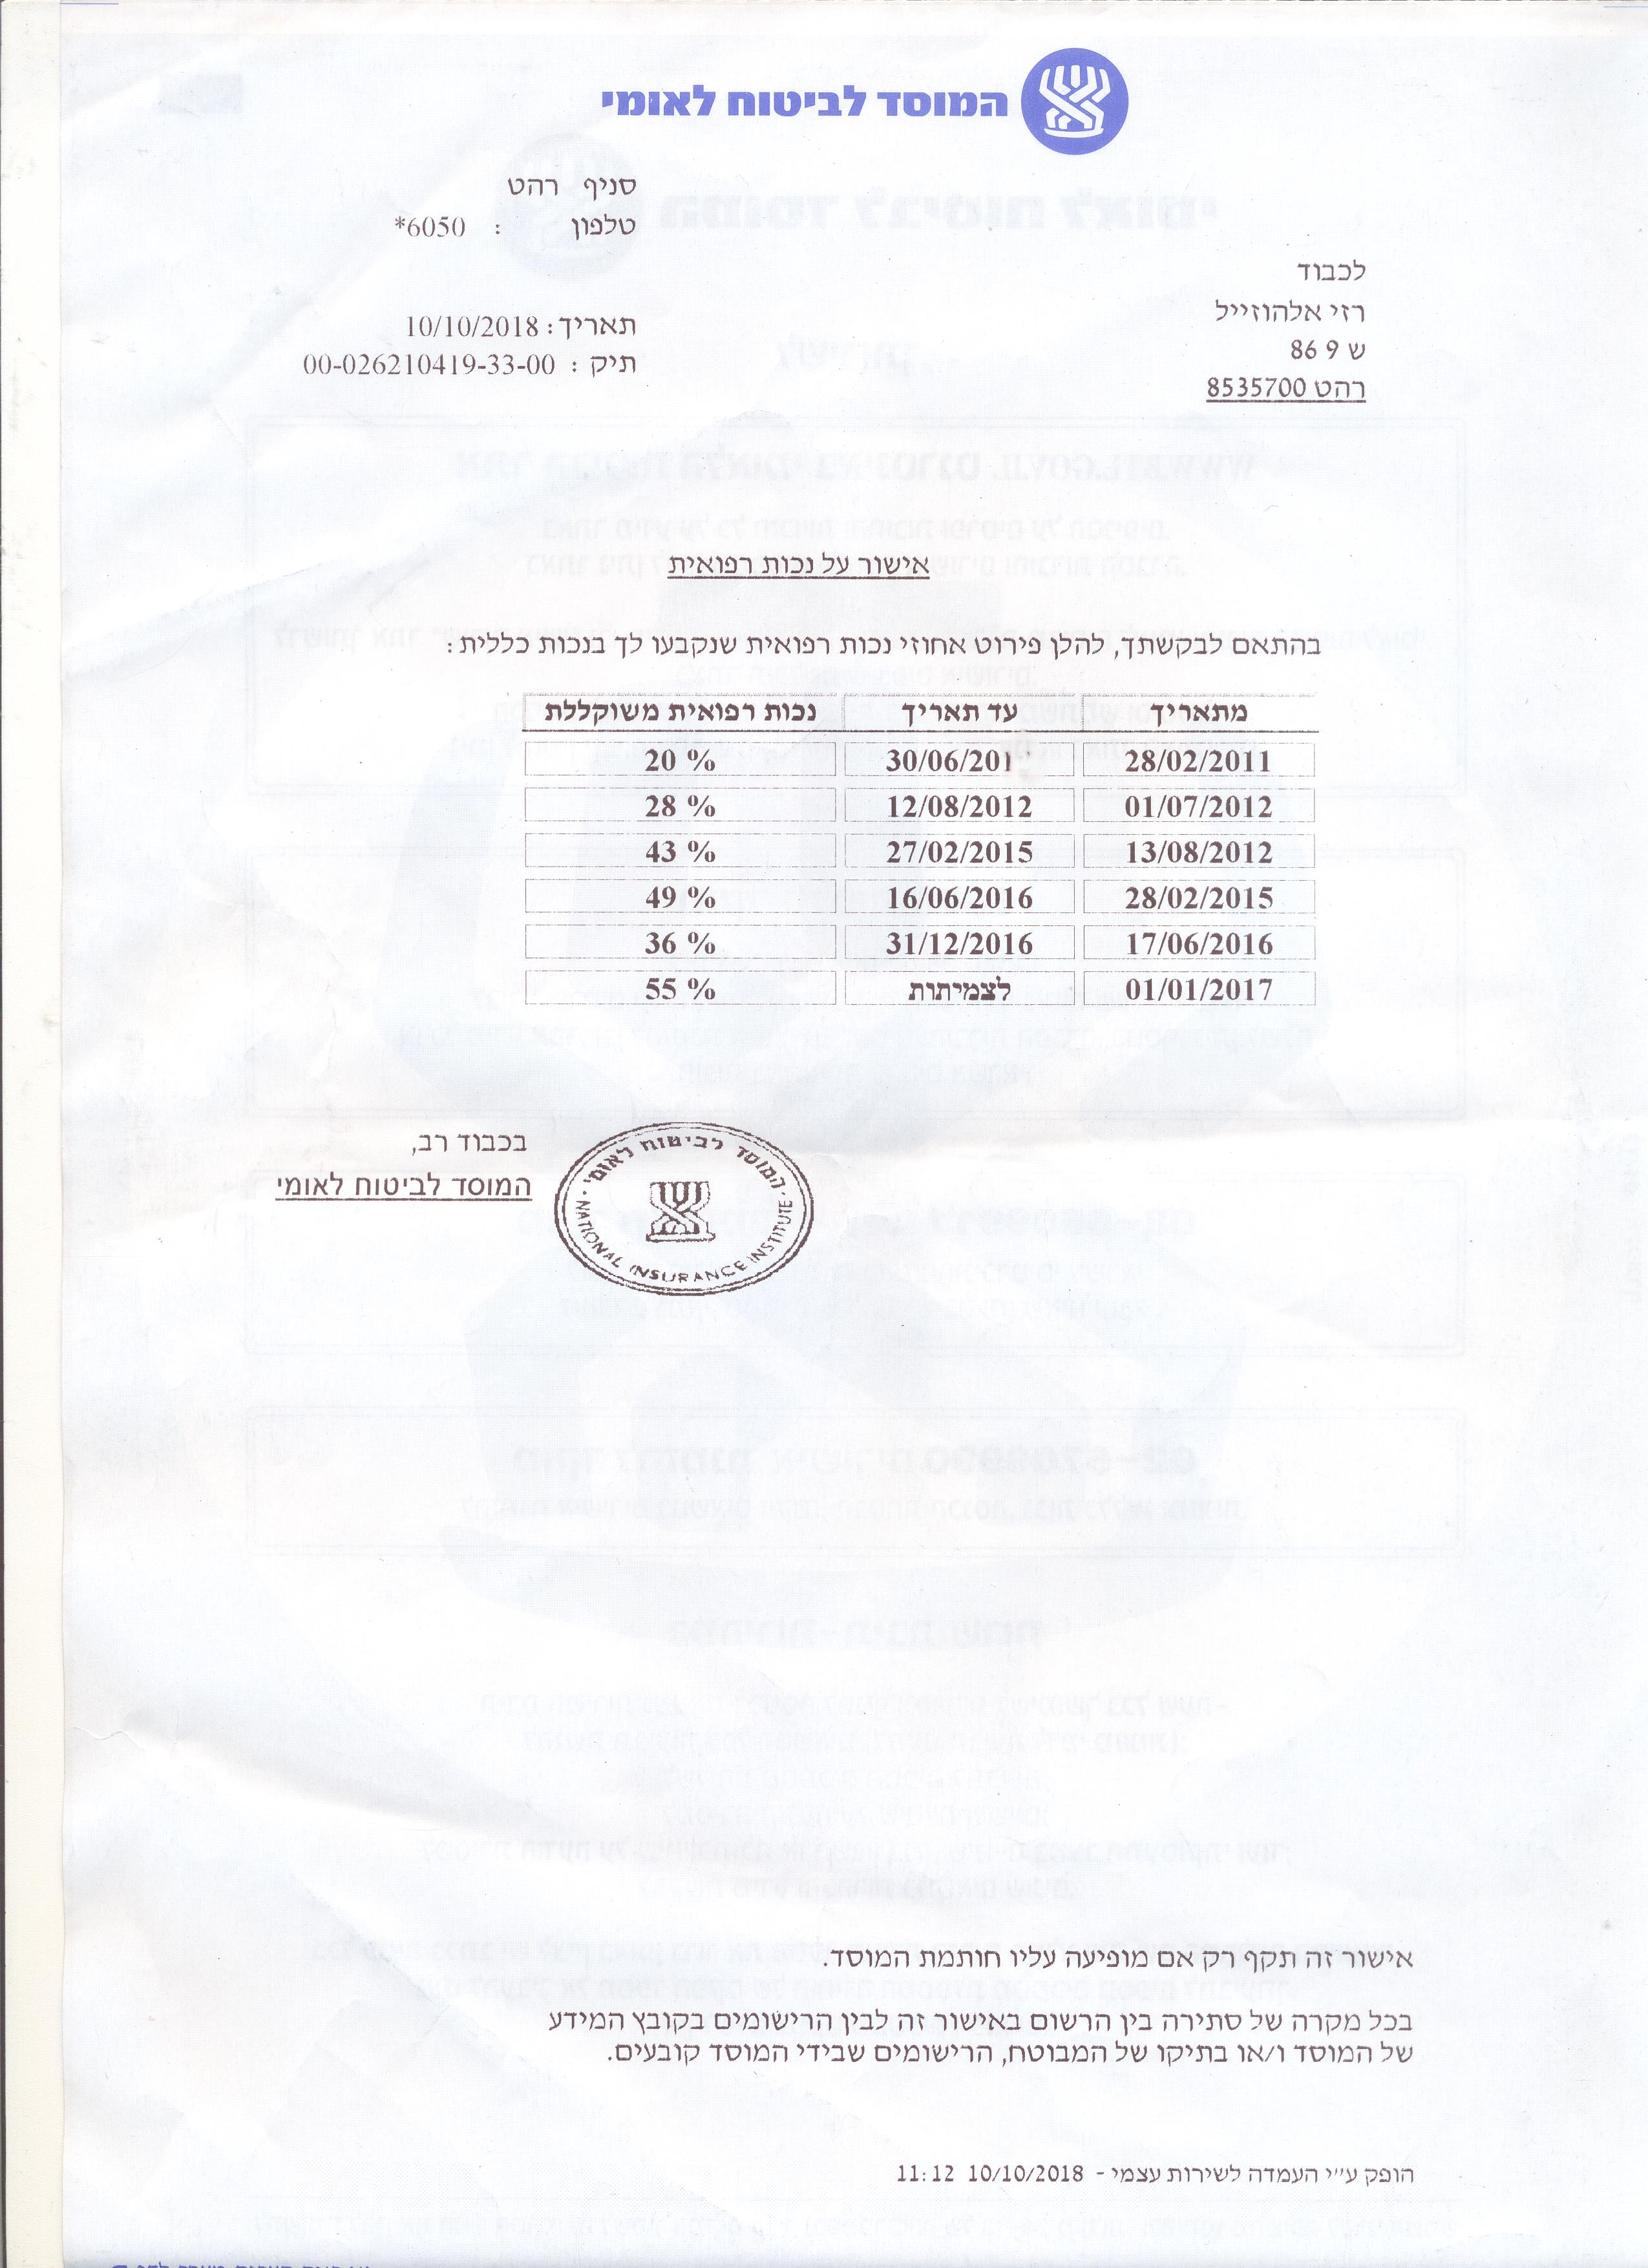 המוסד לביטוח לאומי
סניף רהט
טלפון : 6050*
לכבוד
רזי אלהוזייל
ש 9 86
רהט 8535700
תאריך: 10/10/2018
תיק : 00-026210419-33-00
אישור על נכות רפואית
בהתאם לבקשתך, להלן פירוט אחוזי נכות רפואית שנקבעו לך בנכות כללית:
מתאריך עד תאריך נכות רפואית משוקללת
28/02/2011 30/06/201 20 %
01/07/2012 12/08/2012 28 %
13/08/2012 27/02/2015 43 %
28/02/2015 16/06/2016 49 %
17/06/2016 31/12/2016 36 %
01/01/2017 לצמיתות 55 %
בכבוד רב,
המוסד לביטוח לאומי
המוסד לביטוח לאומי
NATIONAL INSURANCE INSTITUTE
אישור זה תקף רק אם מופיעה עליו חותמת המוסד.
בכל מקרה של סתירה בין הרשום באישור זה לבין הרישומים בקובץ המידע
של המוסד ו/או בתיקו של המבוטח, הרישומים שבידי המוסד קובעים.
הופק ע״י העמדה לשירות עצמי - 10/10/2018 11:12